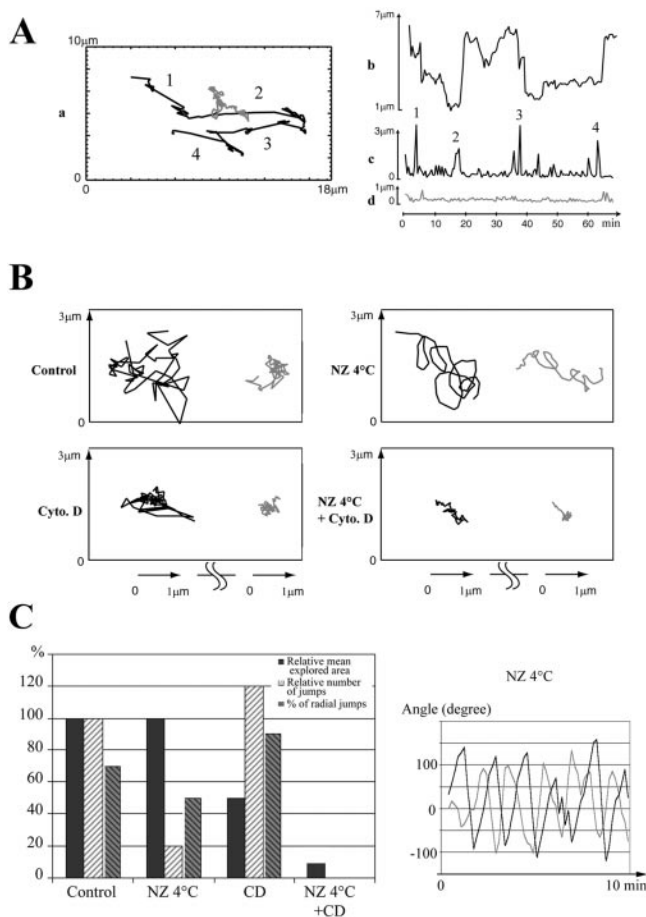 A
10μm
a
0
18μm
1
2
3
4
7μm
b
1μm
3μm
c
0
1
2
3
4
1μm
d
0
0 10 20 30 40 50 60 min
B
3μm
Control
0
3μm
NZ 4°C
0
3μm
Cyto. D
0
0 1μm 0 1μm
3μm
NZ 4°C
+ Cyto. D
0
0 1μm 0 1μm
C
%
120
100
80
60
40
20
0
Relative mean
explored area
Relative number
of jumps
% of radial jumps
Control NZ 4°C CD NZ 4°C
+CD
NZ 4°C
Angle (degree)
100
0
-100
0 10 min